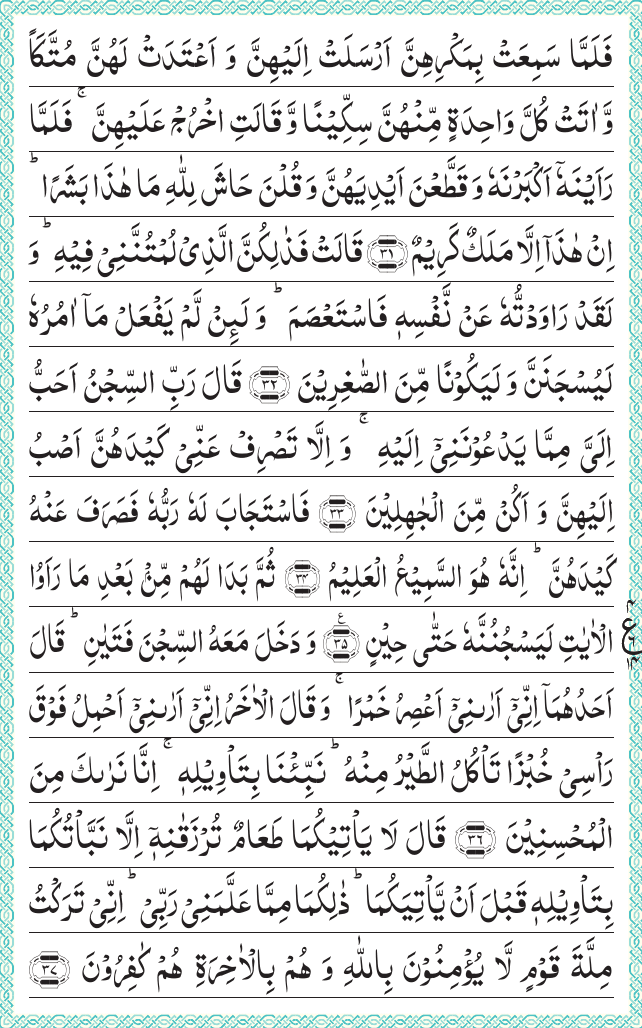 فَلَمَّا سَمِعَتْ بِمَكْرِهِنَّ اَرْسَلَتْ اِلَيْهِنَّ وَ اَعْتَدَتْ لَهُنَّ مُتَّكَاً
وَّ اٰتَتْ كُلَّ وَاحِدَةٍ مِّنْهُنَّ سِكِّيْنًا وَّ قَالَتِ اخْرُجْ عَلَيْهِنَّ ۚ فَلَمَّا
رَاَيْنَهٗۤ اَكْبَرْنَهٗ وَ قَطَّعْنَ اَيْدِيَهُنَّ وَ قُلْنَ حَاشَ لِلّٰهِ مَا هٰذَا بَشَرًا ؕ
اِنْ هٰذَاۤ اِلَّا مَلَكٌ كَرِيْمٌ ۳۱ قَالَتْ فَذٰلِكُنَّ الَّذِيْ لُمْتُنَّنِيْ فِيْهِ ؕ وَ
لَقَدْ رَاوَدْتُّهٗ عَنْ نَّفْسِهٖ فَاسْتَعْصَمَ ؕ وَ لَىِٕنْ لَّمْ يَفْعَلْ مَاۤ اٰمُرُهٗ
لَيُسْجَنَنَّ وَ لَيَكُوْنًا مِّنَ الصّٰغِرِيْنَ ۳۲ قَالَ رَبِّ السِّجْنُ اَحَبُّ
اِلَيَّ مِمَّا يَدْعُوْنَنِيْۤ اِلَيْهِ ۚ وَ اِلَّا تَصْرِفْ عَنِّيْ كَيْدَهُنَّ اَصْبُ
اِلَيْهِنَّ وَ اَكُنْ مِّنَ الْجٰهِلِيْنَ ۳۳ فَاسْتَجَابَ لَهٗ رَبُّهٗ فَصَرَفَ عَنْهُ
كَيْدَهُنَّ ؕ اِنَّهٗ هُوَ السَّمِيْعُ الْعَلِيْمُ ۳۴ ثُمَّ بَدَا لَهُمْ مِّنْۢ بَعْدِ مَا رَاَوُا
الْاٰيٰتِ لَيَسْجُنُنَّهٗ حَتّٰى حِيْنٍ ۳۵ وَ دَخَلَ مَعَهُ السِّجْنَ فَتَيٰنِ ؕ قَالَ
اَحَدُهُمَاۤ اِنِّيْۤ اَرٰىنِيْۤ اَعْصِرُ خَمْرًا ۚ وَ قَالَ الْاٰخَرُ اِنِّيْۤ اَرٰىنِيْۤ اَحْمِلُ فَوْقَ
رَاْسِيْ خُبْزًا تَاْكُلُ الطَّيْرُ مِنْهُ ؕ نَبِّئْنَا بِتَاْوِيْلِهٖ ۚ اِنَّا نَرٰىكَ مِنَ
الْمُحْسِنِيْنَ ۳۶ قَالَ لَا يَاْتِيْكُمَا طَعَامٌ تُرْزَقٰنِهٖۤ اِلَّا نَبَّاْتُكُمَا
بِتَاْوِيْلِهٖ قَبْلَ اَنْ يَّاْتِيَكُمَا ؕ ذٰلِكُمَا مِمَّا عَلَّمَنِيْ رَبِّيْ ؕ اِنِّيْ تَرَكْتُ
مِلَّةَ قَوْمٍ لَّا يُؤْمِنُوْنَ بِاللّٰهِ وَ هُمْ بِالْاٰخِرَةِ هُمْ كٰفِرُوْنَ ۳۷